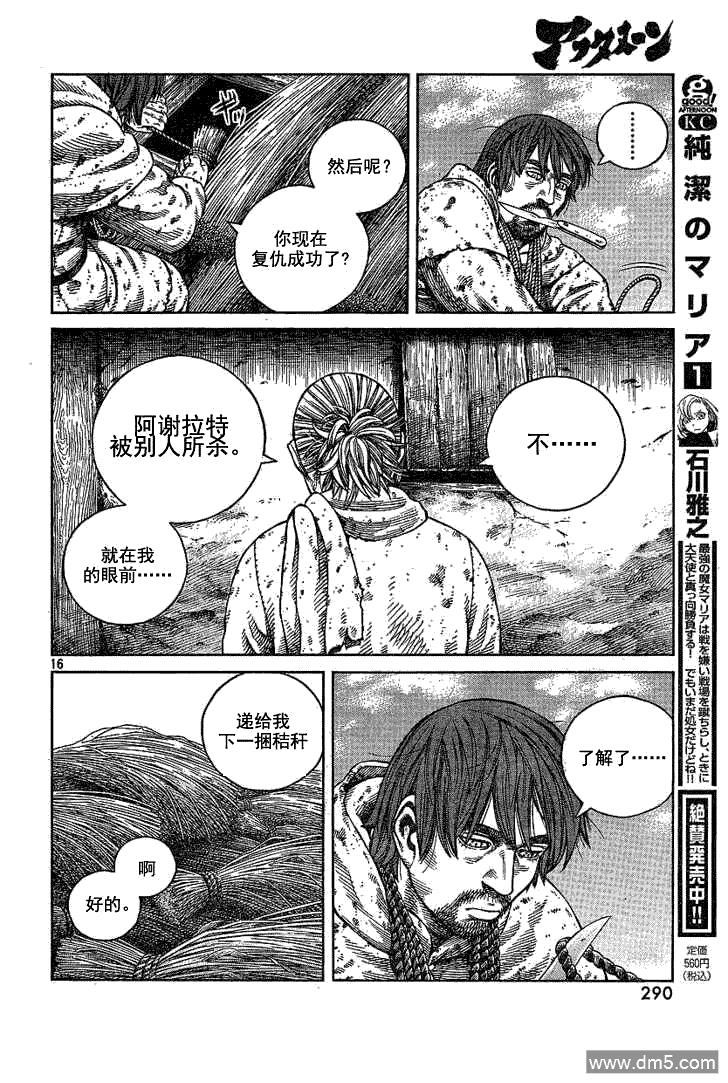 アフタヌーン
……
然后呢?
你现在
复仇成功了?
ザッ
不……
阿谢拉特
被别人所杀。
就在我
的眼前……
16
了解了……
递给我
下一捆秸秆
啊
好的。
290
good!
AFTERNOON
KC
純潔のマリア1
石川雅之
最強の魔女マリアは戦を嫌い戦場を蹴ちらし、ときに
大天使と真っ向勝負する! でもいまだ処女だけどね!!
絶賛発売中!!
定価
560円
(税込)
www.dm5.com